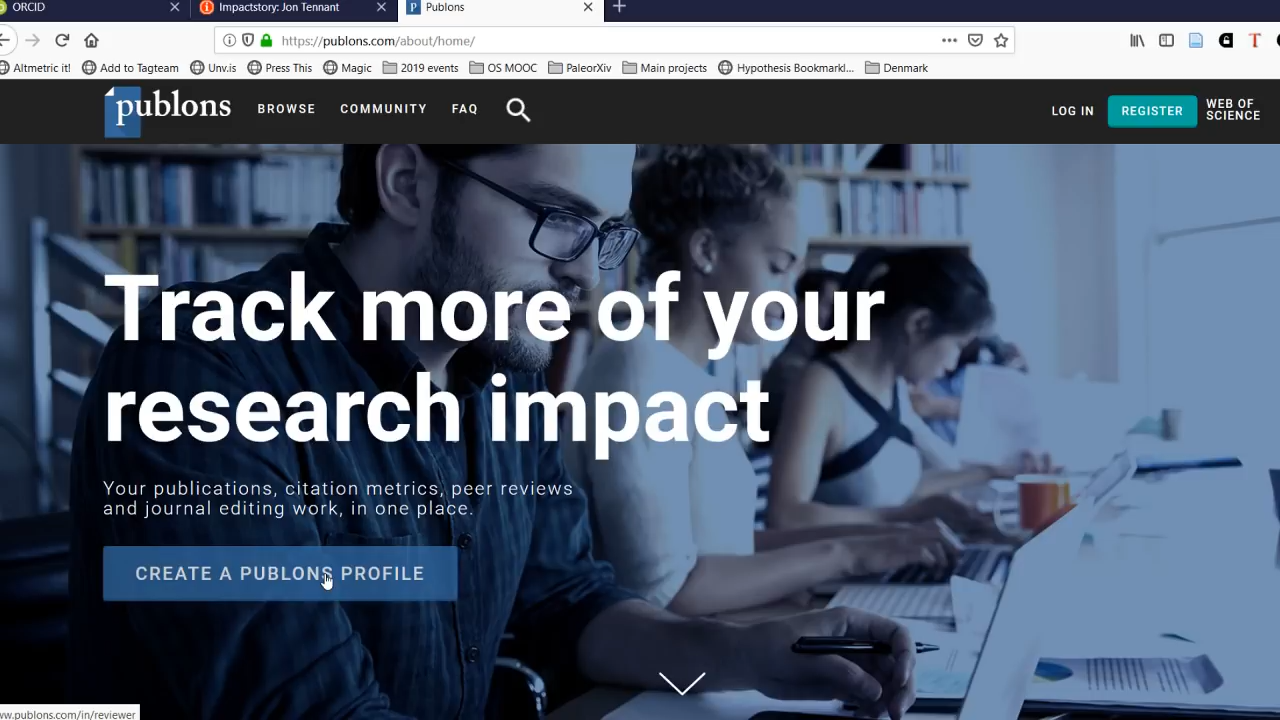 ORCID
Impactstory: Jon Tennant
Publons
https://publons.com/about/home/
Altmetric it!
Add to Tagteam
Unv.is
Press This
Magic
2019 events
OS MOOC
PaleorXiv
Main projects
Hypothesis Bookmarkl...
Denmark
publons
BROWSE
COMMUNITY
FAQ
LOG IN
REGISTER
WEB OF
SCIENCE
Track more of your
research impact
Your publications, citation metrics, peer reviews
and journal editing work, in one place.
CREATE A PUBLONS PROFILE
w.publons.com/in/reviewer